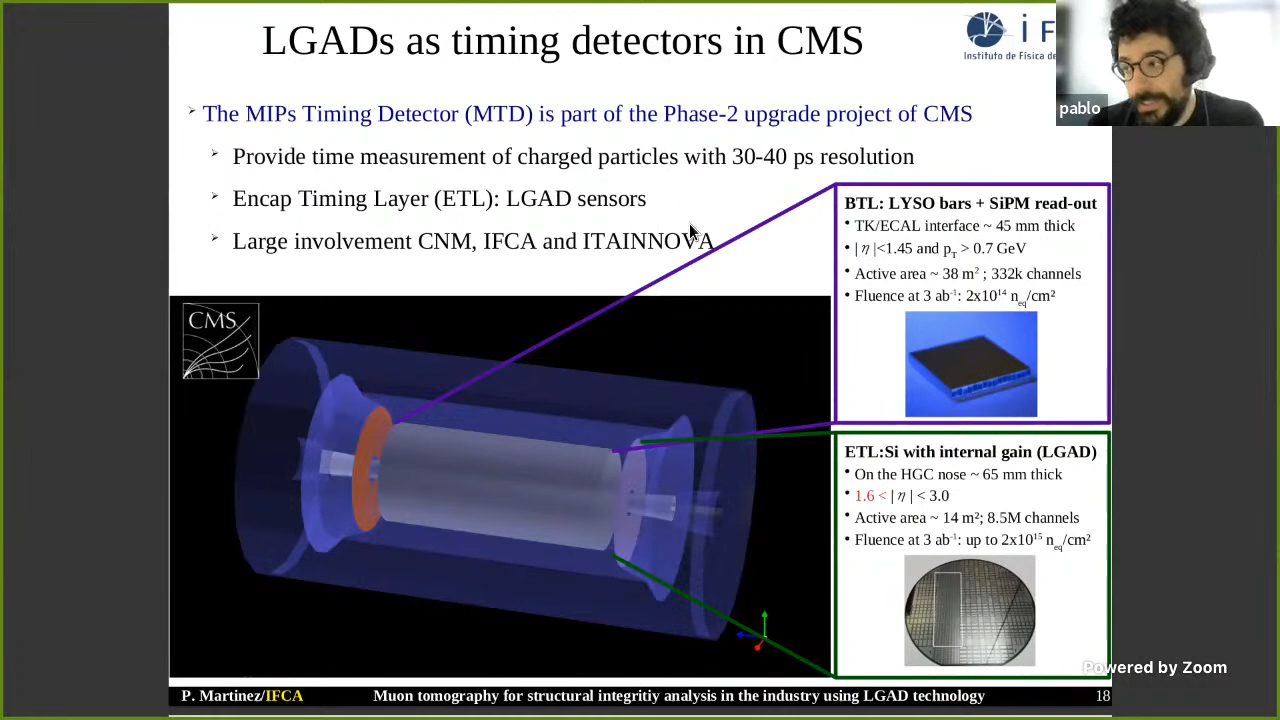 LGADs as timing detectors in CMS
i F
Instituto de Física de
pablo
The MIPs Timing Detector (MTD) is part of the Phase-2 upgrade project of CMS
Provide time measurement of charged particles with 30-40 ps resolution
Encap Timing Layer (ETL): LGAD sensors
Large involvement CNM, IFCA and ITAINNOVA
BTL: LYSO bars + SiPM read-out
• TK/ECAL interface ~ 45 mm thick
• |η|<1.45 and pT > 0.7 GeV
• Active area ~ 38 m² ; 332k channels
• Fluence at 3 ab⁻¹: 2x10¹⁴ neq/cm²
CMS
ETL:Si with internal gain (LGAD)
• On the HGC nose ~ 65 mm thick
• 1.6 < | η | < 3.0
• Active area ~ 14 m²; 8.5M channels
• Fluence at 3 ab⁻¹: up to 2x10¹⁵ neq/cm²
Powered by Zoom
P. Martinez/IFCA Muon tomography for structural integritiy analysis in the industry using LGAD technology 18